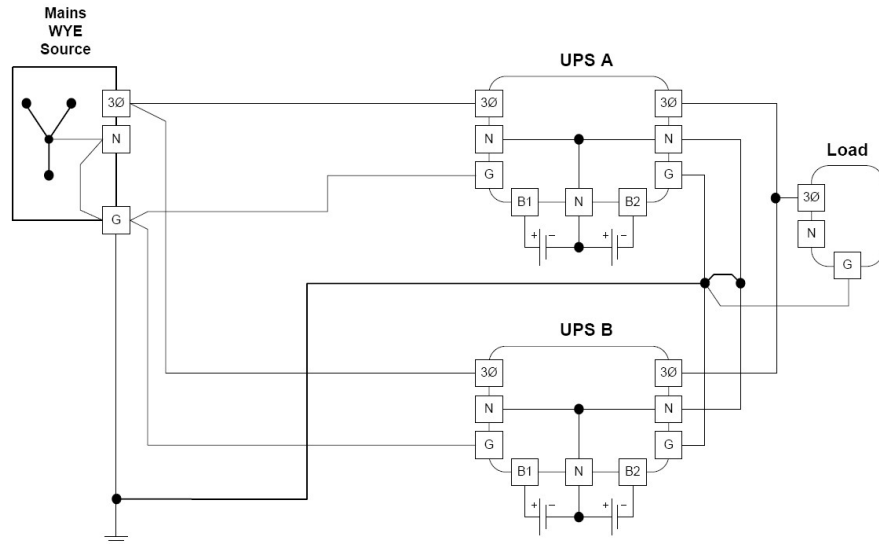 Mains
WYE
Source
3Ø
N
G
UPS A
3Ø
3Ø
N
N
G
G
B1
N
B2
+
−
+
−
Load
3Ø
N
G
UPS B
3Ø
3Ø
N
N
G
G
B1
N
B2
+
−
+
−